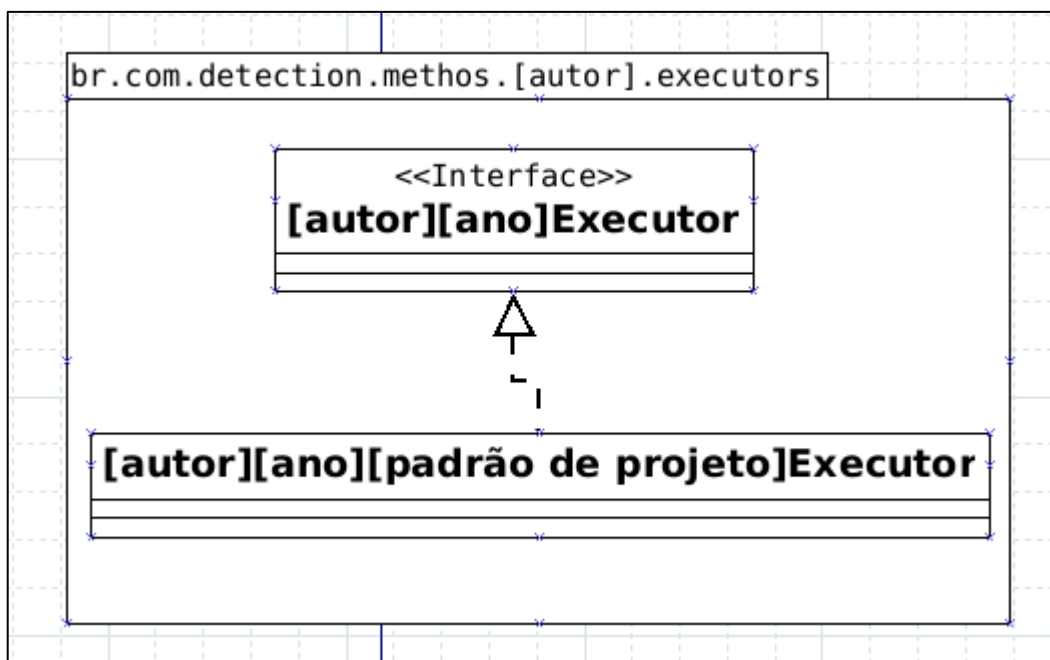 br.com.detection.methos.[autor].executors
<<Interface>>
[autor][ano]Executor
[autor][ano][padrão de projeto]Executor